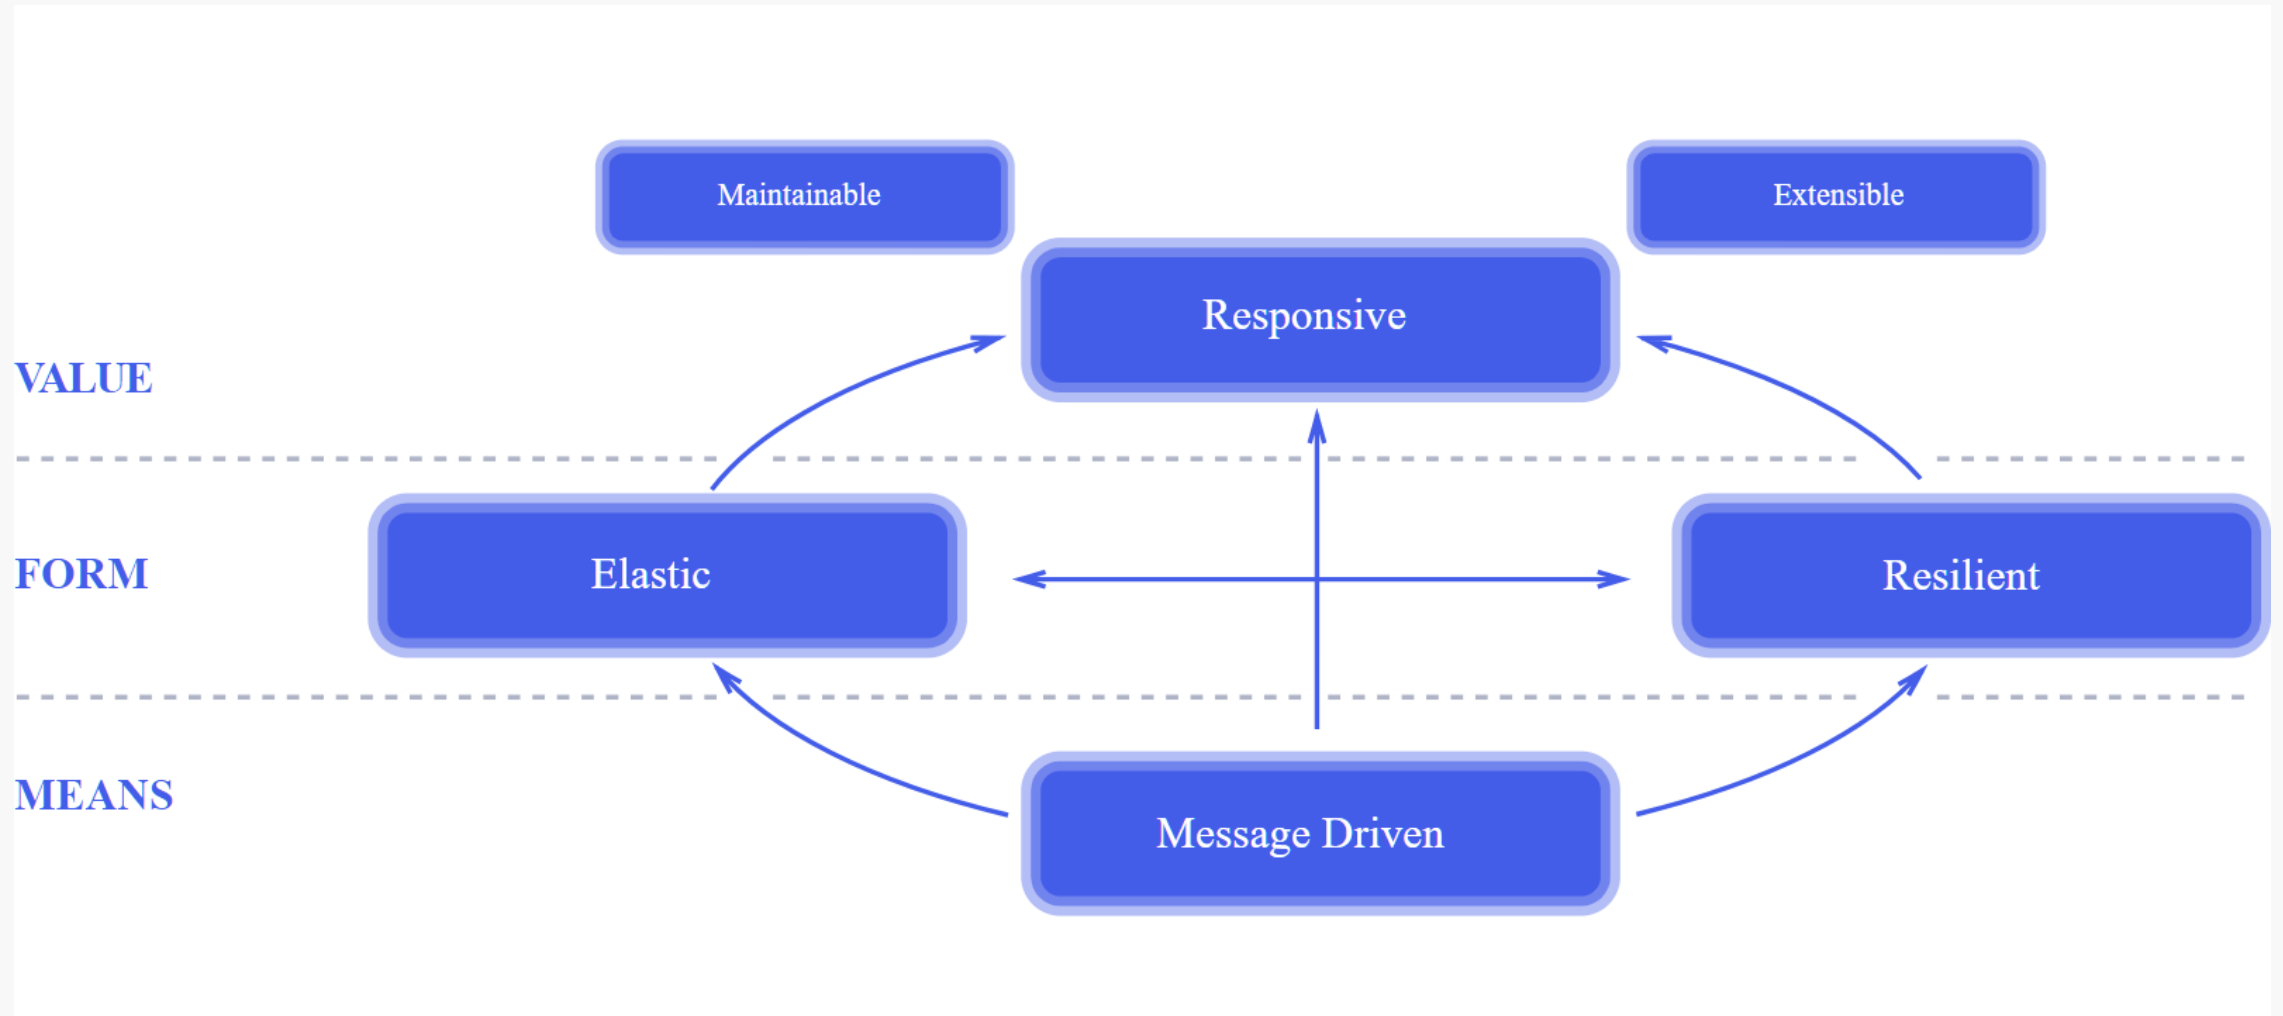 Maintainable
Extensible
Responsive
VALUE
FORM
Elastic
Resilient
MEANS
Message Driven